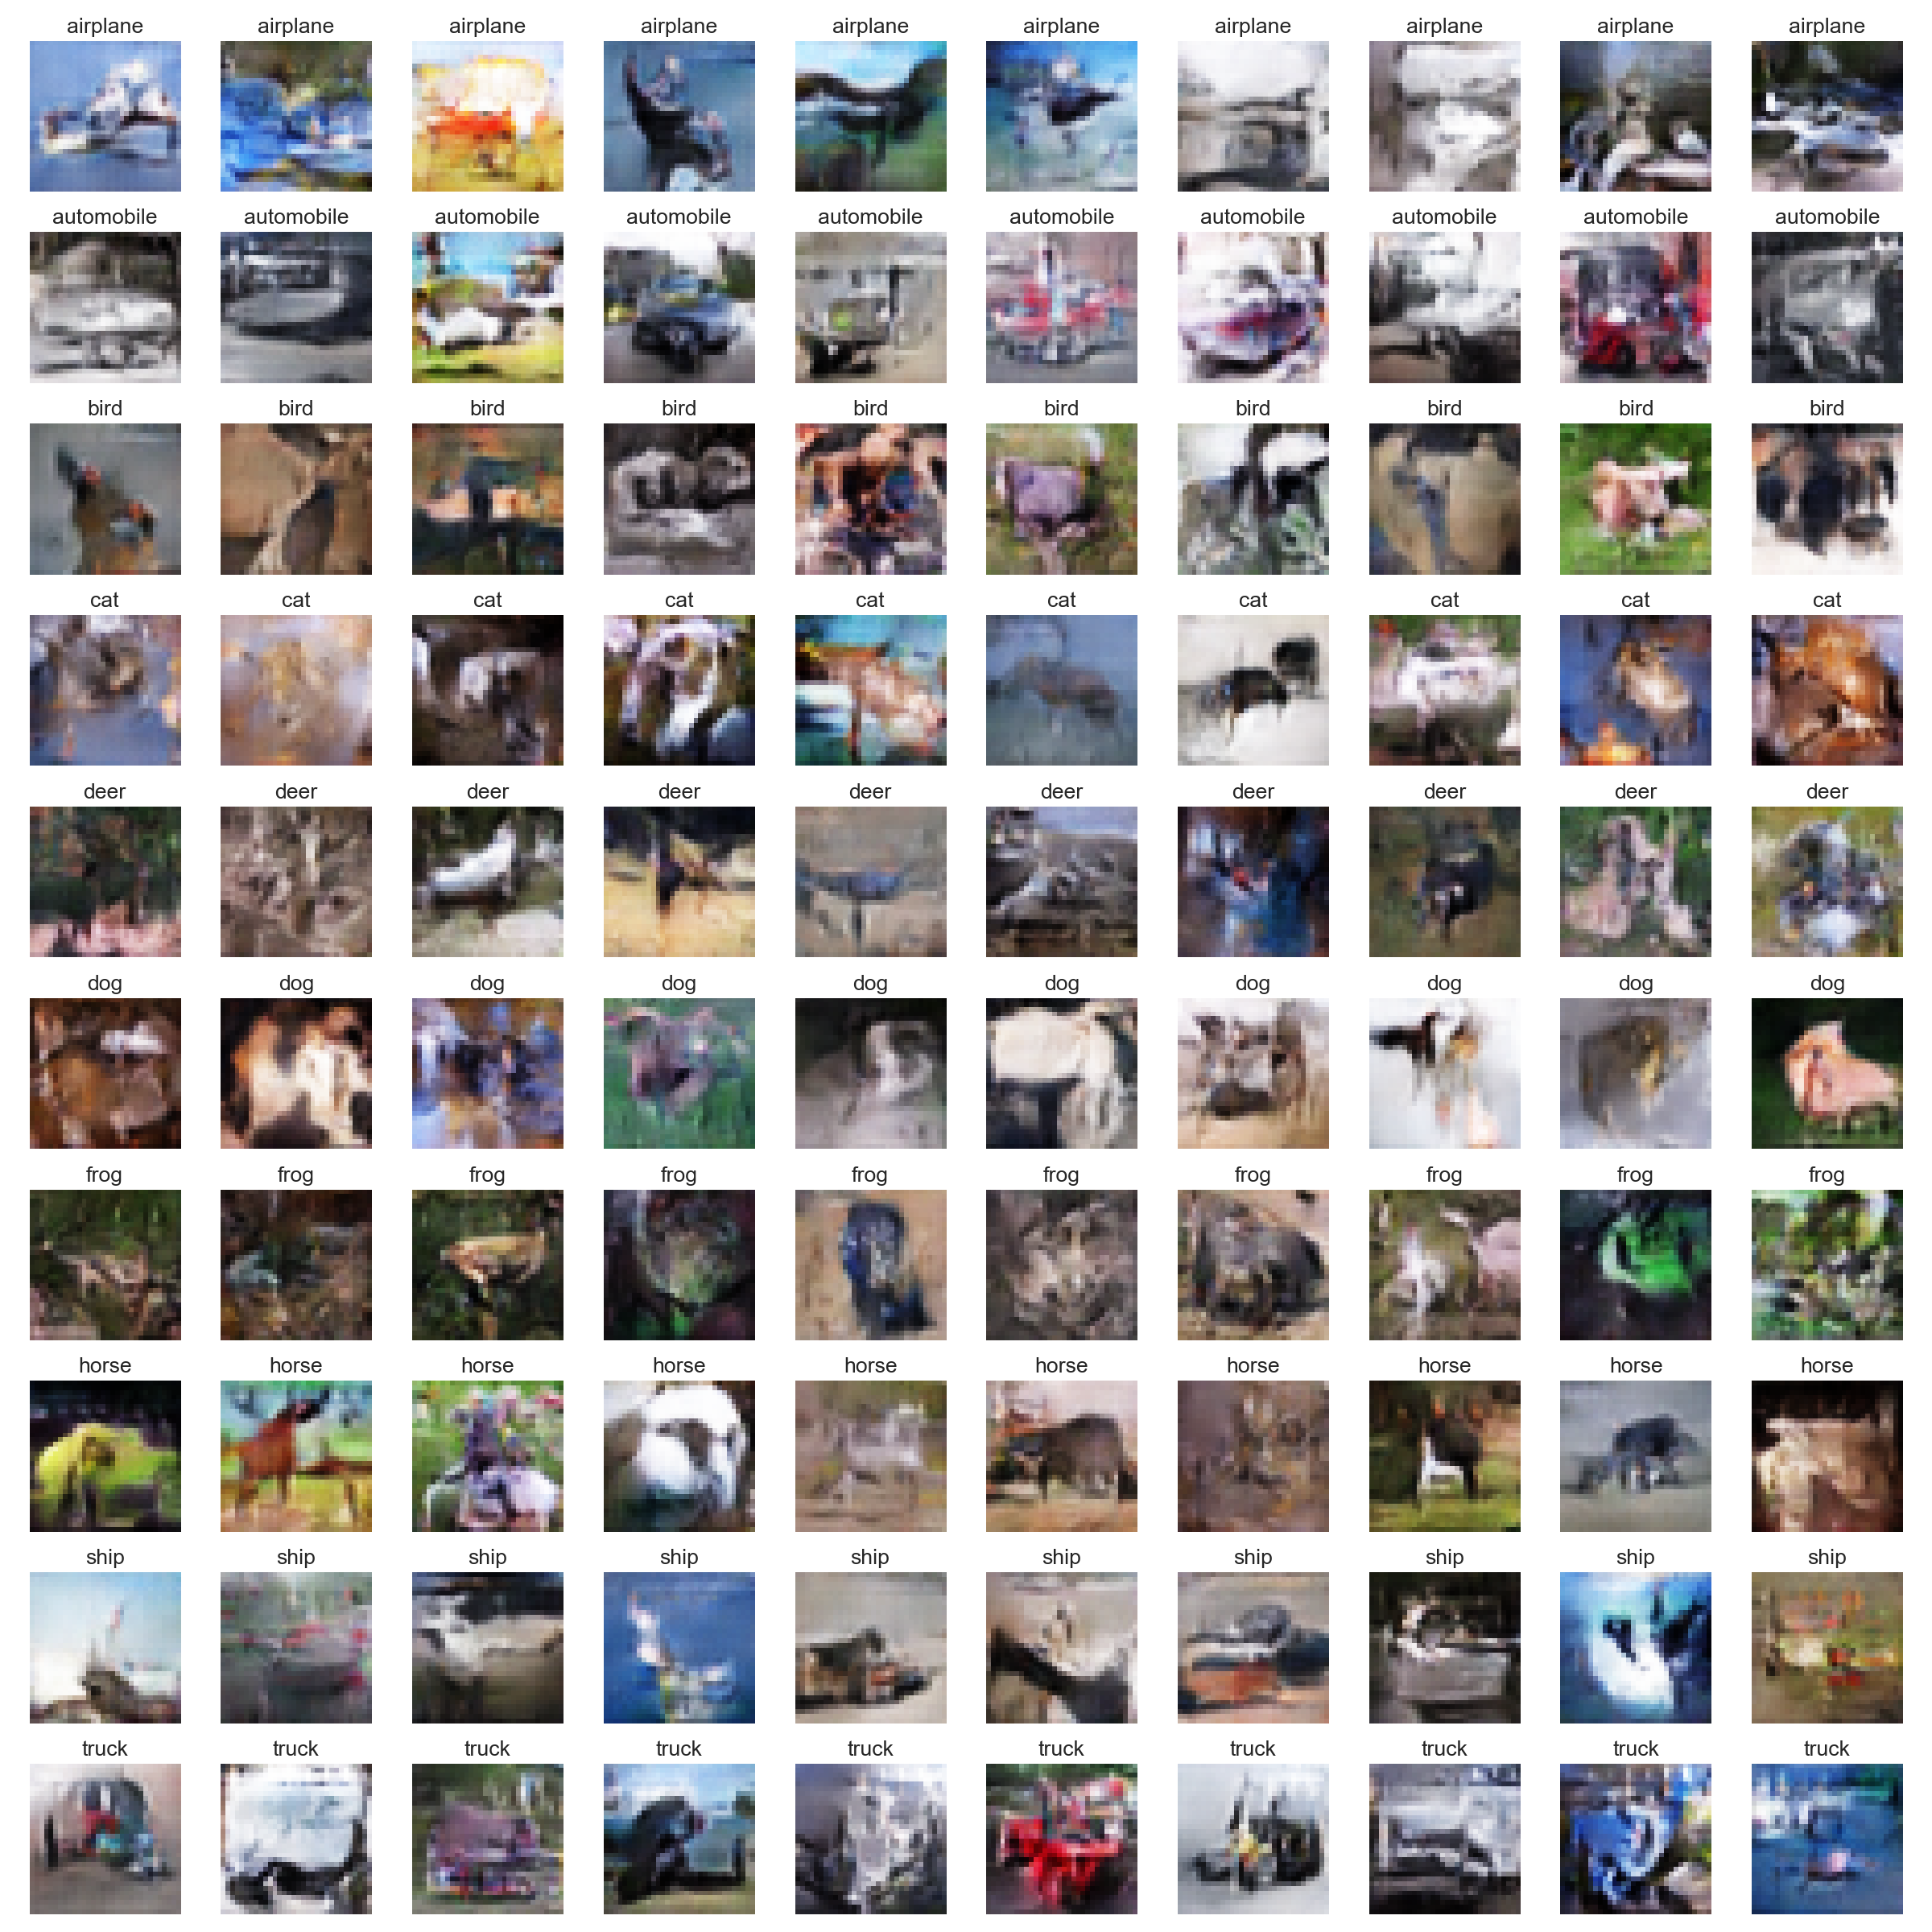 airplane airplane airplane airplane airplane airplane airplane airplane airplane airplane
automobile automobile automobile automobile automobile automobile automobile automobile automobile automobile
bird bird bird bird bird bird bird bird bird bird
cat cat cat cat cat cat cat cat cat cat
deer deer deer deer deer deer deer deer deer deer
dog dog dog dog dog dog dog dog dog dog
frog frog frog frog frog frog frog frog frog frog
horse horse horse horse horse horse horse horse horse horse
ship ship ship ship ship ship ship ship ship ship
truck truck truck truck truck truck truck truck truck truck